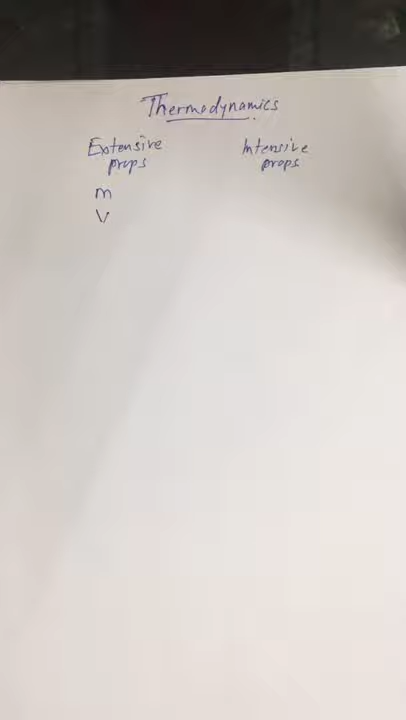 Thermodynamics
Extensive props
Intensive props
m
V